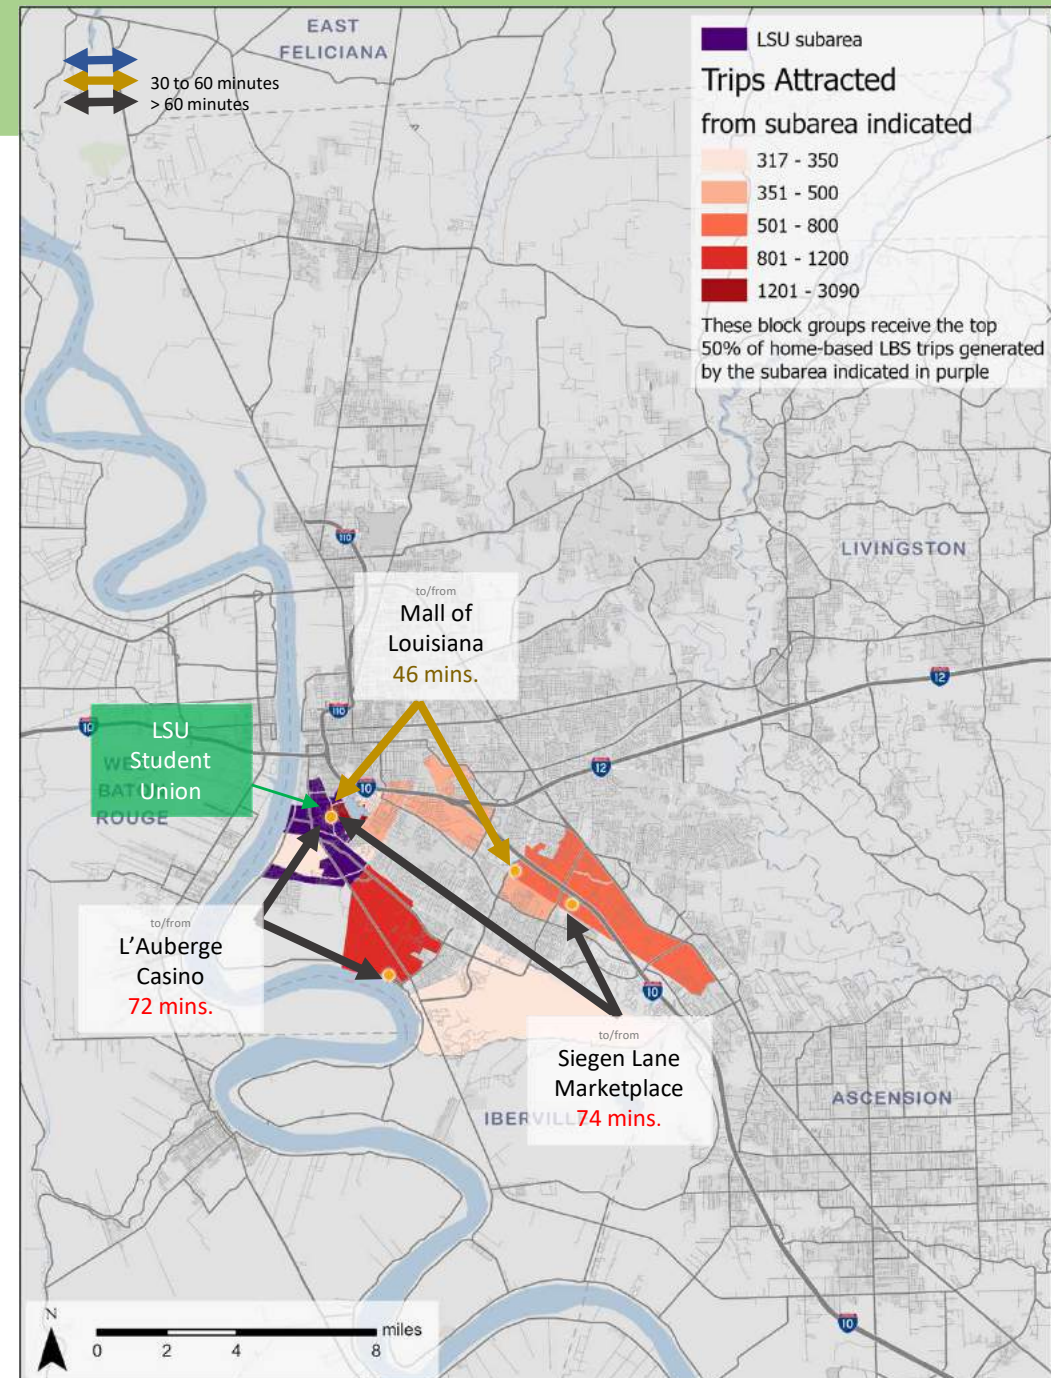 EAST
FELICIANA
30 to 60 minutes
> 60 minutes
LSU subarea
Trips Attracted
from subarea indicated
317 - 350
351 - 500
501 - 800
801 - 1200
1201 - 3090
These block groups receive the top
50% of home-based LBS trips generated
by the subarea indicated in purple
110
LIVINGSTON
to/from
Mall of
Louisiana
46 mins.
12
110
10
LSU
Student
Union
WE
BATO
ROUGE
12
10
to/from
L'Auberge
Casino
72 mins.
10
to/from
Siegen Lane
Marketplace
74 mins.
IBERVILLE
ASCENSION
10
N
miles
0 2 4 8